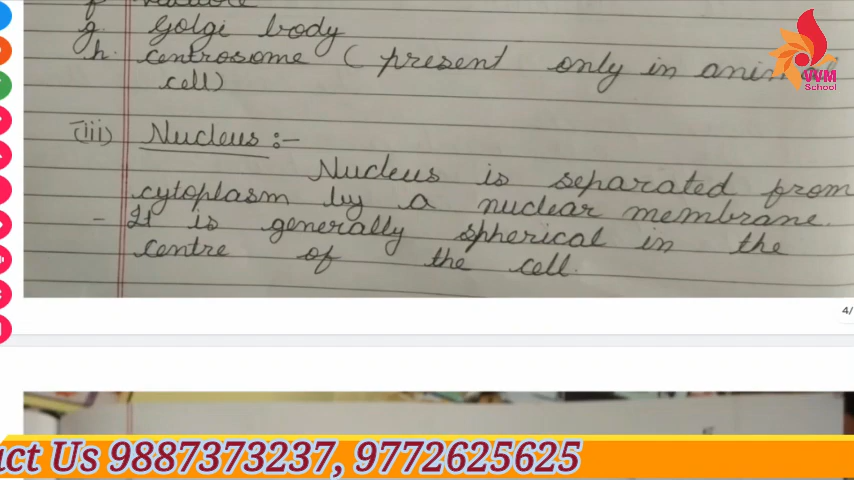 g. Golgi body
h. centrosome ( present only in animal
cell)
(iii) Nucleus :-
Nucleus is separated from
cytoplasm by a nuclear membrane.
- It is generally spherical in the
centre of the cell.
VVM
School
4/
act Us 9887373237, 9772625625